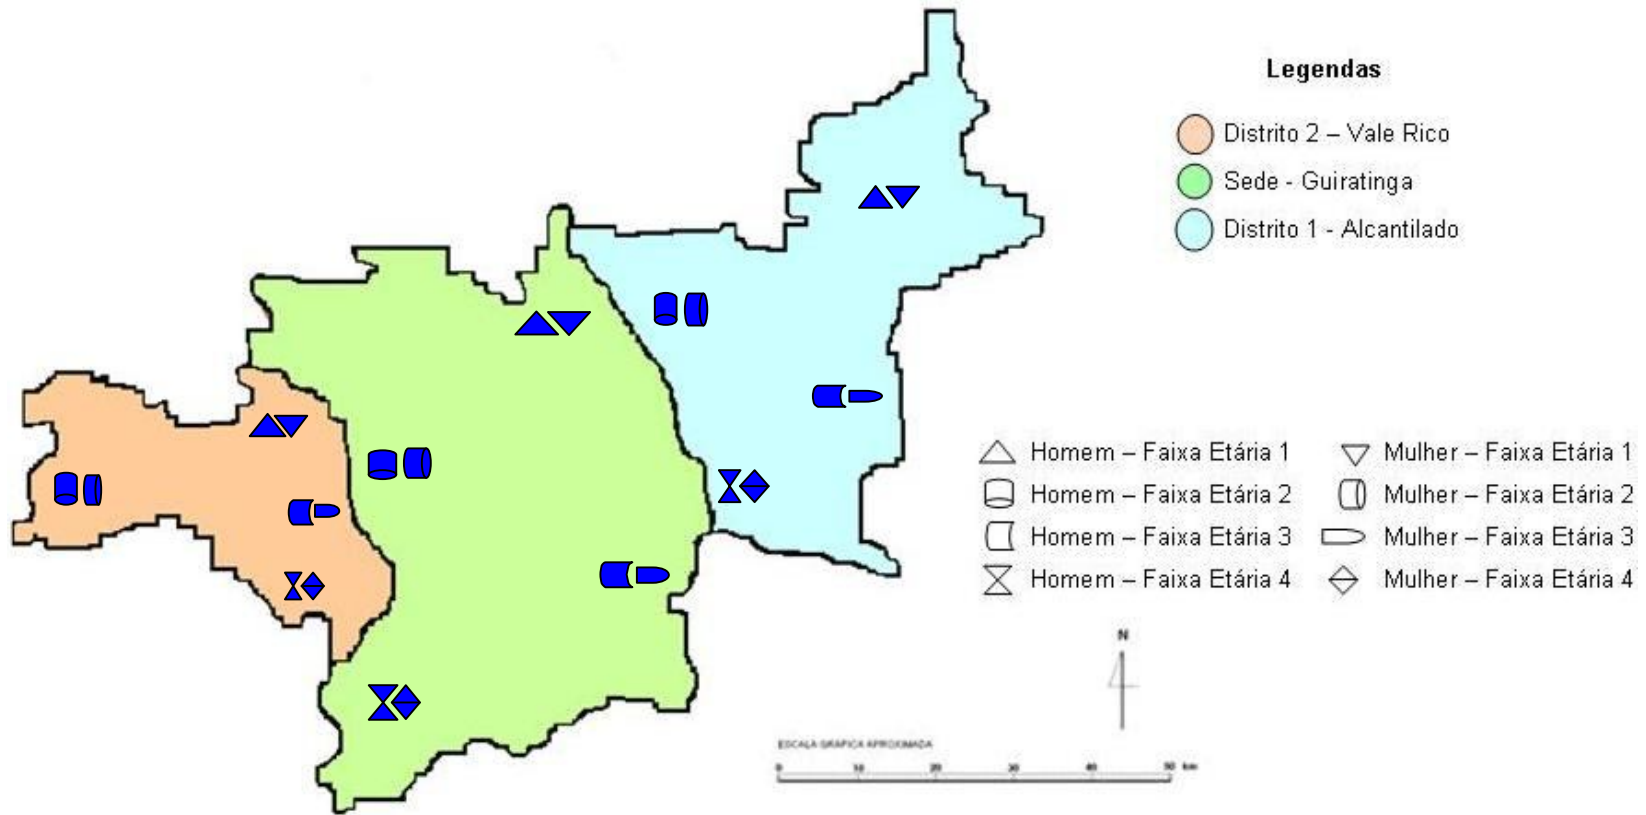 Legendas
Distrito 2 – Vale Rico
Sede - Guiratinga
Distrito 1 - Alcantilado
Homem – Faixa Etária 1
Mulher – Faixa Etária 1
Homem – Faixa Etária 2
Mulher – Faixa Etária 2
Homem – Faixa Etária 3
Mulher – Faixa Etária 3
Homem – Faixa Etária 4
Mulher – Faixa Etária 4
N
ESCALA GRÁFICA APROXIMADA
0 10 20 30 40 50 km